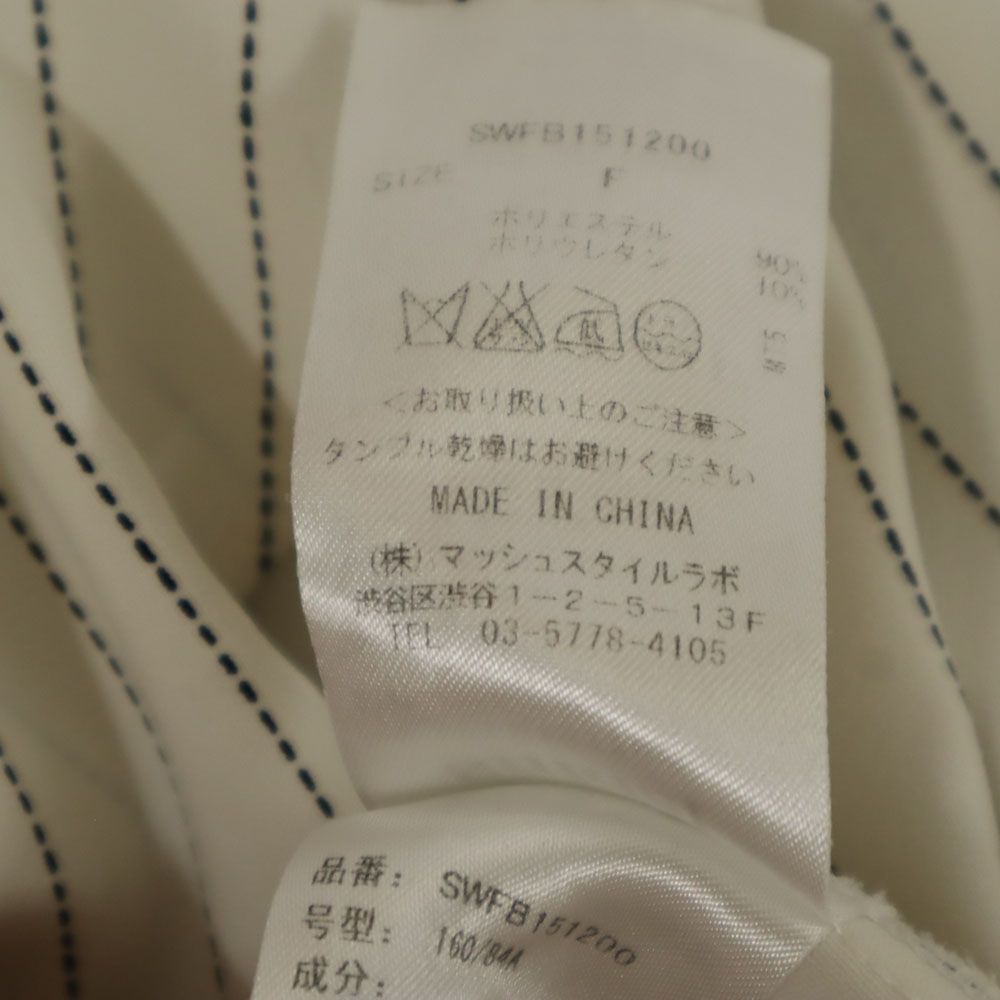 SWFB151200
SIZE F
ポリエステル 90%
ポリウレタン 10%
S.N
<お取り扱い上のご注意>
タンブル乾燥はお避けください
MADE IN CHINA
(株)マッシュスタイルラボ
渋谷区渋谷1-2-5-13F
TEL 03-5778-4105
品番: SWFB151200
号型: 160/84A
成分: